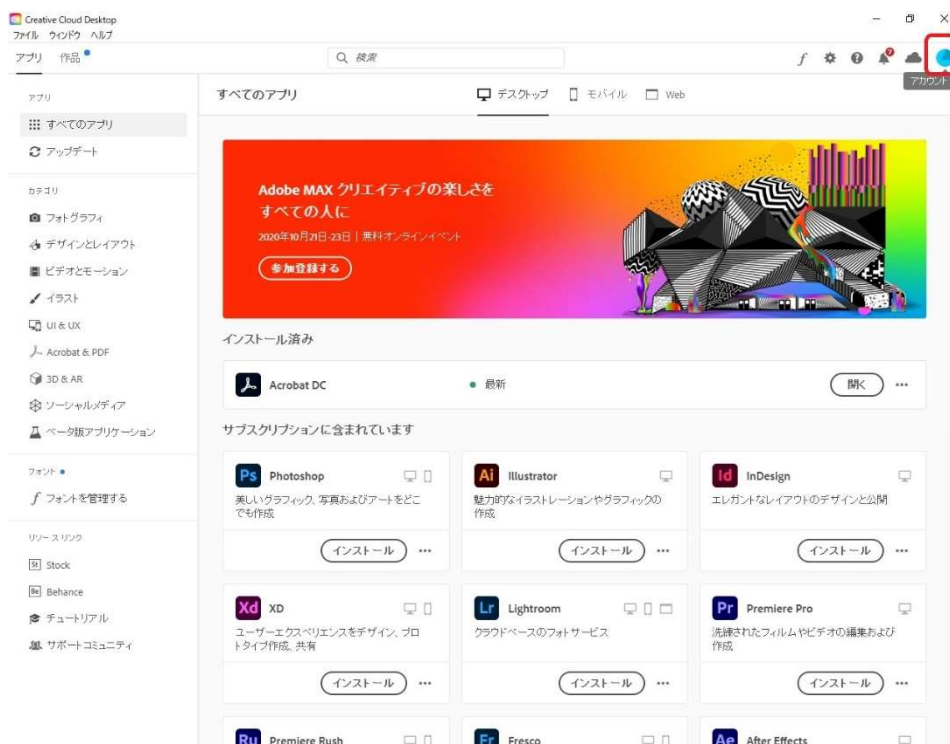 Creative Cloud Desktop
ファイル ウィンドウ ヘルプ
アプリ 作品
検索
アカウント
アプリ
すべてのアプリ
アップデート
カテゴリ
フォトグラフィ
デザインとレイアウト
ビデオとモーション
イラスト
UI & UX
Acrobat & PDF
3D & AR
ソーシャルメディア
ベータ版アプリケーション
フォント
フォントを管理する
リソースリンク
St Stock
Be Behance
チュートリアル
サポートコミュニティ
すべてのアプリ
デスクトップ モバイル Web
Adobe MAX クリエイティブの楽しさを
すべての人に
2020年10月21日-23日 | 無料オンラインイベント
参加登録する
インストール済み
Acrobat DC 最新 開く
サブスクリプションに含まれています
Ps Photoshop
美しいグラフィック、写真およびアートをどこ
でも作成
インストール
Ai Illustrator
魅力的なイラストレーションやグラフィックの
作成
インストール
Id InDesign
エレガントなレイアウトのデザインと公開
インストール
Xd XD
ユーザーエクスペリエンスをデザイン、プロ
トタイプ作成、共有
インストール
Lr Lightroom
クラウドベースのフォトサービス
インストール
Pr Premiere Pro
洗練されたフィルムやビデオの編集および
作成
インストール
Ru Premiere Rush
Fr Fresco
Ae After Effects